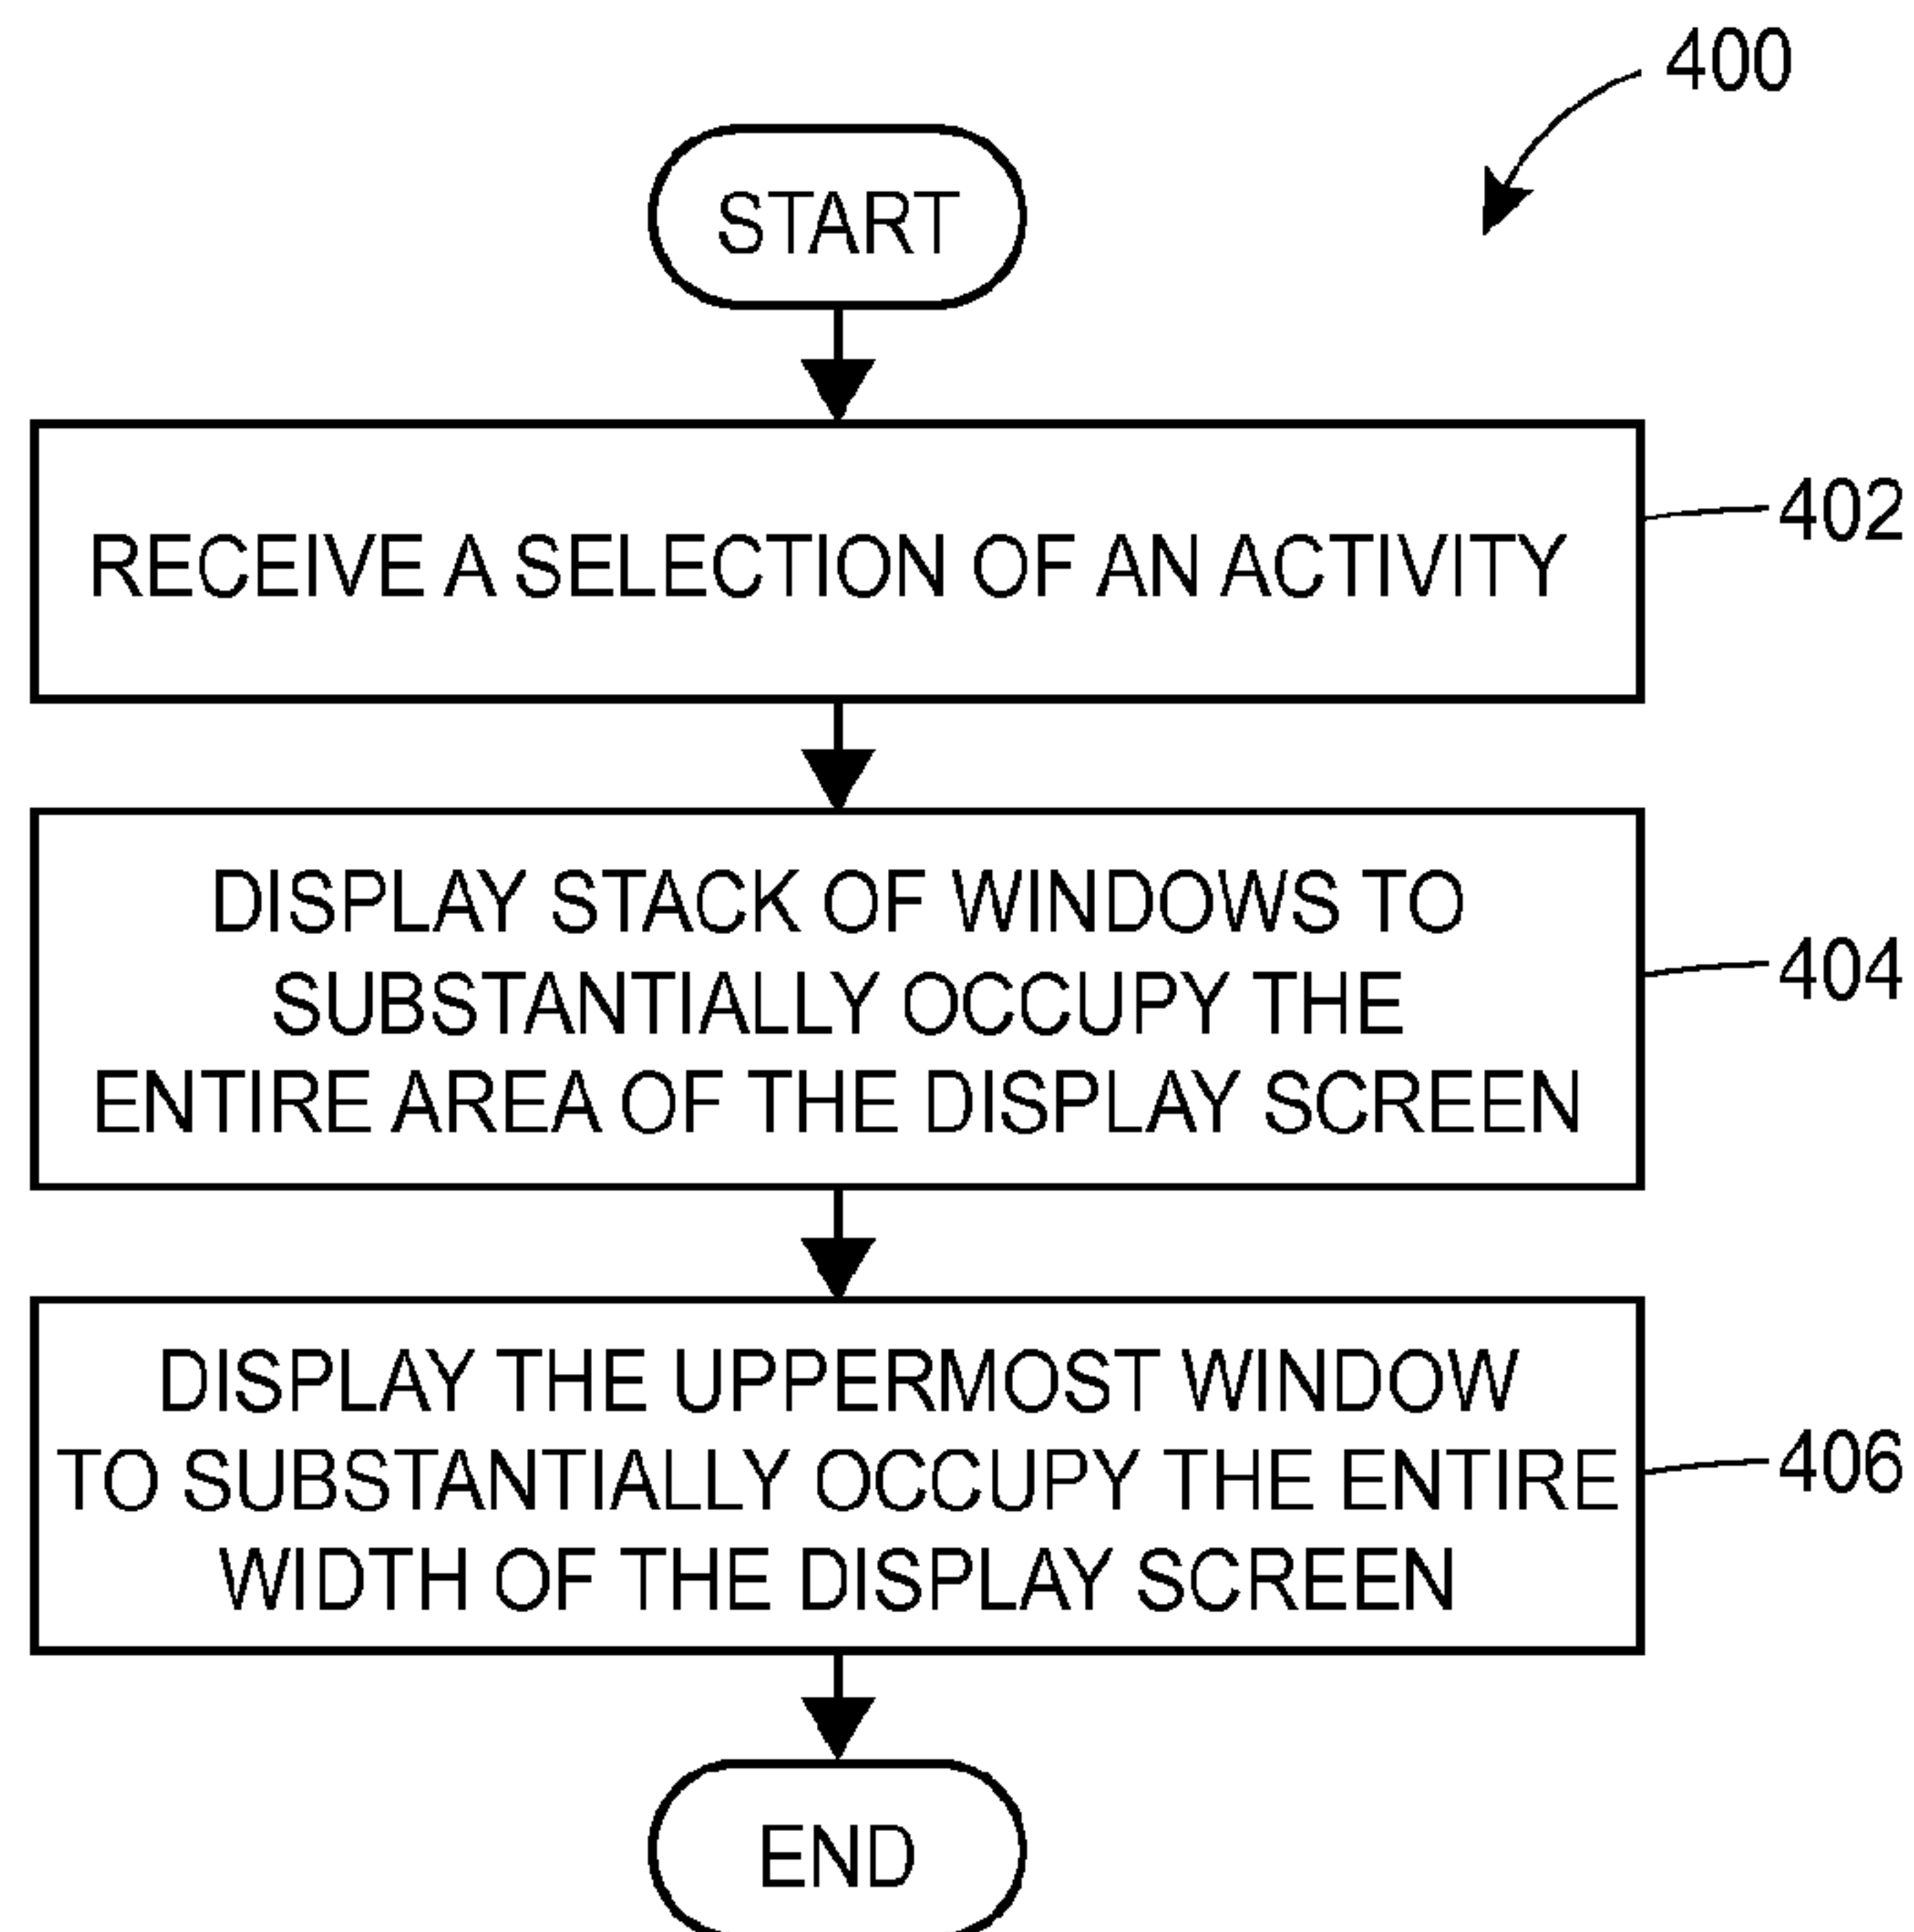 400
START
RECEIVE A SELECTION OF AN ACTIVITY
402
DISPLAY STACK OF WINDOWS TO
SUBSTANTIALLY OCCUPY THE
ENTIRE AREA OF THE DISPLAY SCREEN
404
DISPLAY THE UPPERMOST WINDOW
TO SUBSTANTIALLY OCCUPY THE ENTIRE
WIDTH OF THE DISPLAY SCREEN
406
END